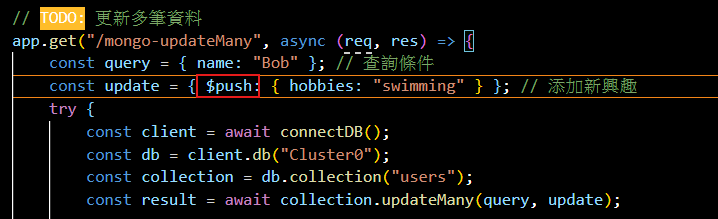 // TODO: 更新多筆資料
app.get("/mongo-updateMany", async (req, res) => {
const query = { name: "Bob" }; // 查詢條件
const update = { $push: { hobbies: "swimming" } }; // 添加新興趣
try {
const client = await connectDB();
const db = client.db("Cluster0");
const collection = db.collection("users");
const result = await collection.updateMany(query, update);